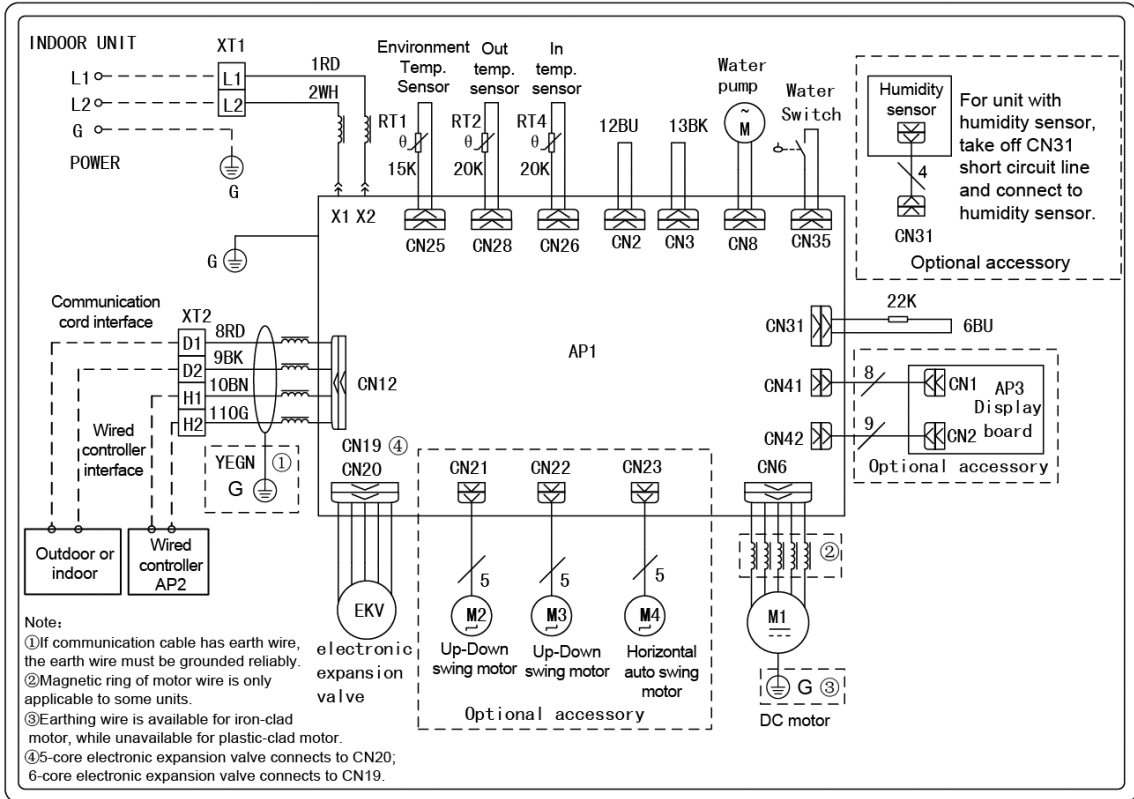 INDOOR UNIT
XT1
L1
L1
L2
L2
G
POWER
G
1RD
2WH
Environment
Temp.
Sensor
Out
temp.
sensor
In
temp.
sensor
RT1
θ
15K
RT2
θ
20K
RT4
θ
20K
12BU
13BK
Water
pump
~
M
Water
Switch
Humidity
sensor
4
CN31
For unit with
humidity sensor,
take off CN31
short circuit line
and connect to
humidity sensor.
Optional accessory
X1 X2
CN25
CN28
CN26
CN2
CN3
CN8
CN35
G
Communication
cord interface
XT2
D1
8RD
D2
9BK
H1
10BN
H2
11OG
CN12
Wired
controller
interface
YEGN ①
G
AP1
CN31
22K
6BU
CN41
8
CN1
CN42
9
CN2
AP3
Display
board
Optional accessory
CN19 ④
CN20
CN21
CN22
CN23
CN6
Outdoor or
indoor
Wired
controller
AP2
EKV
electronic
expansion
valve
5
M2
Up-Down
swing motor
5
M3
Up-Down
swing motor
5
M4
Horizontal
auto swing
motor
Optional accessory
②
M1
G ③
DC motor
Note:
①If communication cable has earth wire,
the earth wire must be grounded reliably.
②Magnetic ring of motor wire is only
applicable to some units.
③Earthing wire is available for iron-clad
motor, while unavailable for plastic-clad motor.
④5-core electronic expansion valve connects to CN20;
6-core electronic expansion valve connects to CN19.